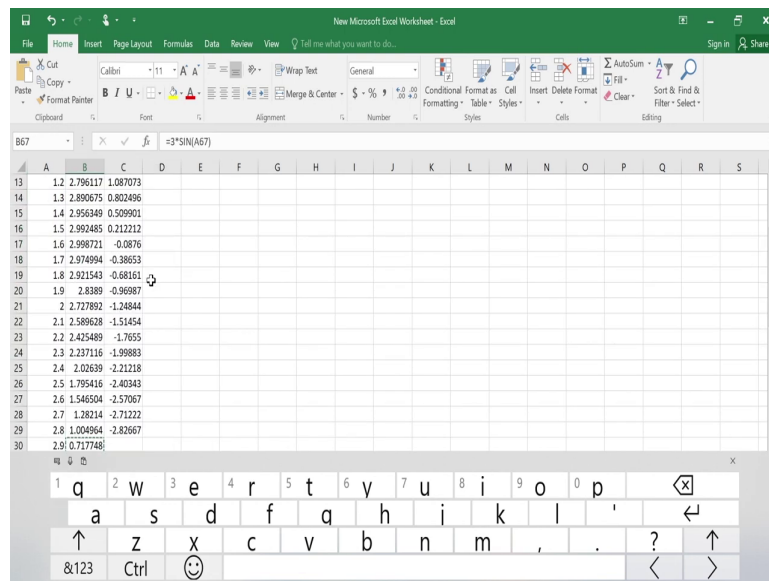 New Microsoft Excel Worksheet - Excel
File Home Insert Page Layout Formulas Data Review View Tell me what you want to do... Sign in Share
Cut Calibri 11 A A Wrap Text General Σ AutoSum A Z
Copy Fill
Paste Format Painter B I U A Merge & Center $ % , .0 .00 .00 .0 Conditional Format as Cell Insert Delete Format Clear Sort & Find &
Formatting Table Styles Filter Select
Clipboard Font Alignment Number Styles Cells Editing
B67 fx =3*SIN(A67)
A B C D E F G H I J K L M N O P Q R S
13 1.2 2.796117 1.087073
14 1.3 2.890675 0.802496
15 1.4 2.956349 0.509901
16 1.5 2.992485 0.212212
17 1.6 2.998721 -0.0876
18 1.7 2.974994 -0.38653
19 1.8 2.921543 -0.68161
20 1.9 2.8389 -0.96987
21 2 2.727892 -1.24844
22 2.1 2.589628 -1.51454
23 2.2 2.425489 -1.7655
24 2.3 2.237116 -1.99883
25 2.4 2.02639 -2.21218
26 2.5 1.795416 -2.40343
27 2.6 1.546504 -2.57067
28 2.7 1.28214 -2.71222
29 2.8 1.004964 -2.82667
30 2.9 0.717748
1 q 2 w 3 e 4 r 5 t 6 y 7 u 8 i 9 o 0 p
a s d f g h j k l '
z x c v b n m , . ?
&123 Ctrl